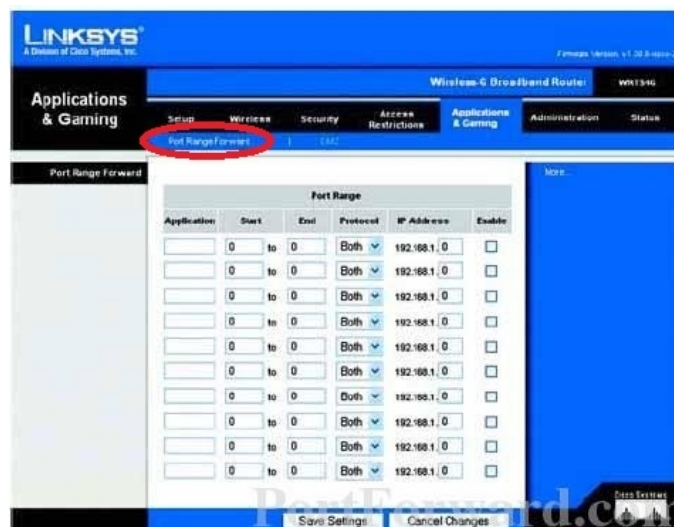 LINKSYS®
A Division of Cisco Systems, Inc.
Firmware Version
Wireless-G Broadband Router WRT54G
Applications & Gaming
Setup Wireless Security Access Restrictions Applications & Gaming Administration Status
Port Range Forward | DMZ
Port Range Forward
More...
Port Range
Application Start End Protocol IP Address Enable
0 to 0 Both 192.168.1. 0
0 to 0 Both 192.168.1. 0
0 to 0 Both 192.168.1. 0
0 to 0 Both 192.168.1. 0
0 to 0 Both 192.168.1. 0
0 to 0 Both 192.168.1. 0
0 to 0 Both 192.168.1. 0
0 to 0 Both 192.168.1. 0
0 to 0 Both 192.168.1. 0
0 to 0 Both 192.168.1. 0
Cisco Systems
PortForward.com
Save Settings Cancel Changes